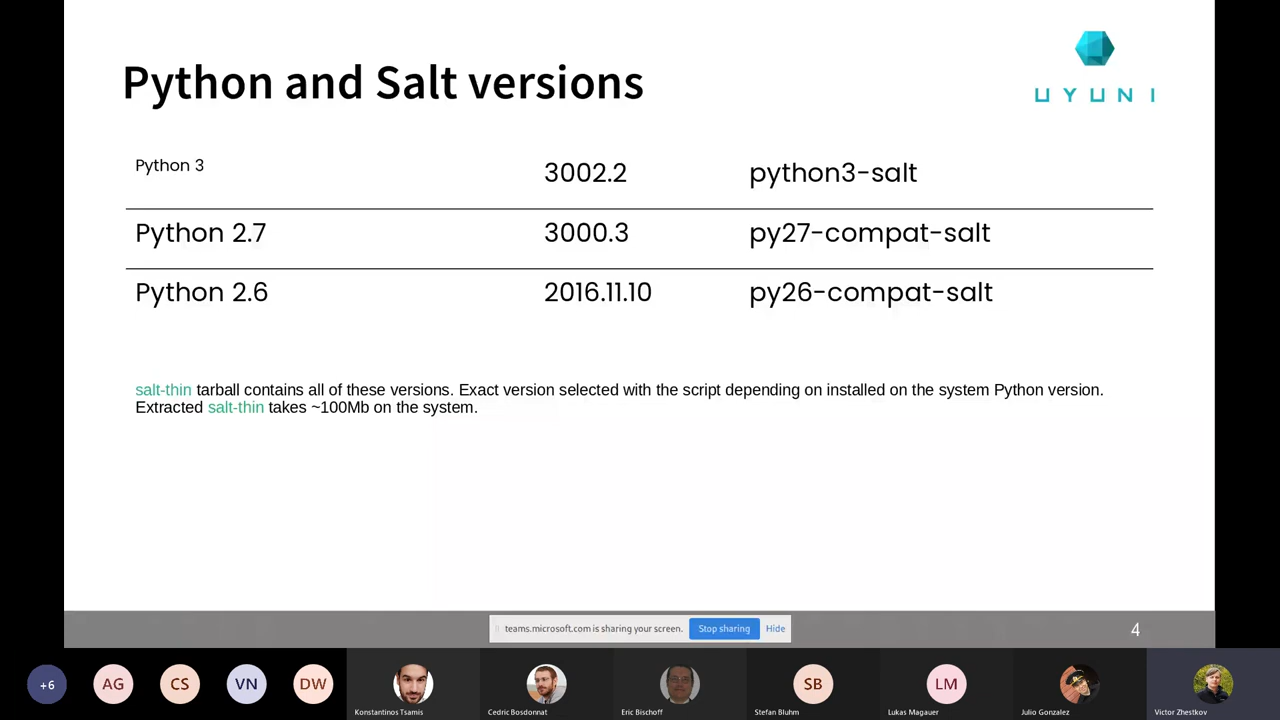 Python and Salt versions
UYUNI
Python 3 3002.2 python3-salt
Python 2.7 3000.3 py27-compat-salt
Python 2.6 2016.11.10 py26-compat-salt
salt-thin tarball contains all of these versions. Exact version selected with the script depending on installed on the system Python version.
Extracted salt-thin takes ~100Mb on the system.
teams.microsoft.com is sharing your screen. Stop sharing Hide
4
+6 AG CS VN DW SB LM
Konstantinos Tsamis Cedric Bosdonnat Eric Bischoff Stefan Bluhm Lukas Magauer Julio Gonzalez Victor Zhestkov